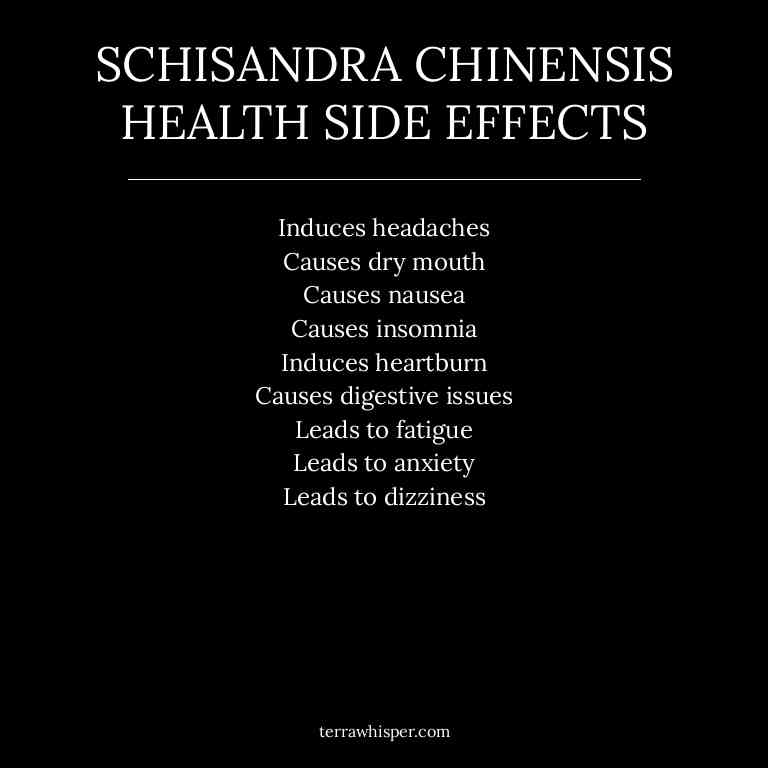 SCHISANDRA CHINENSIS
HEALTH SIDE EFFECTS
Induces headaches
Causes dry mouth
Causes nausea
Causes insomnia
Induces heartburn
Causes digestive issues
Leads to fatigue
Leads to anxiety
Leads to dizziness
terrawhisper.com